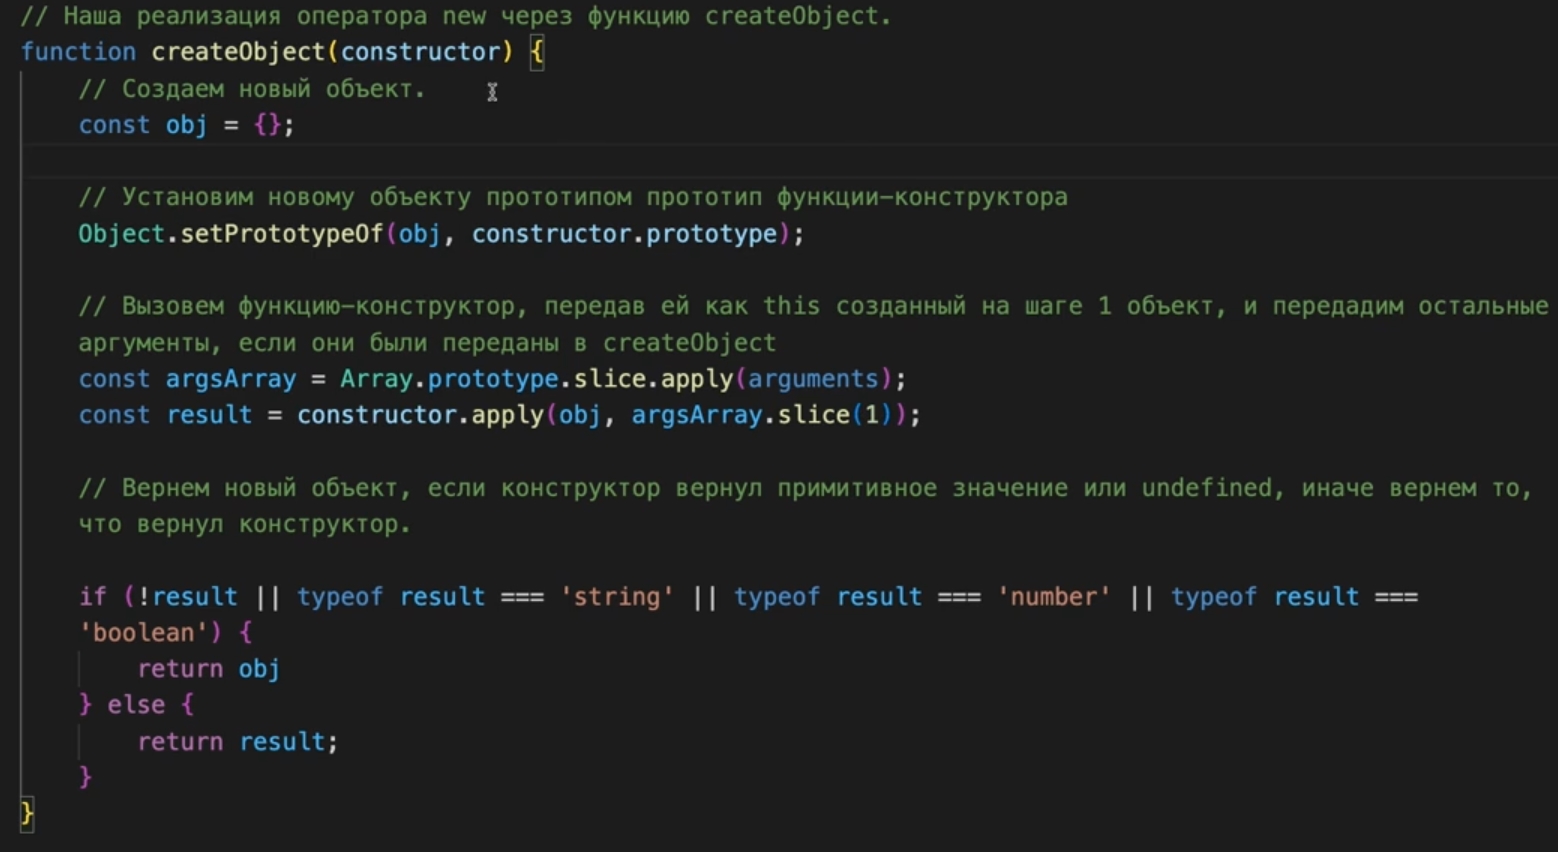 // Наша реализация оператора new через функцию createObject.
function createObject(constructor) {
// Создаем новый объект.
const obj = {};
// Установим новому объекту прототипом прототип функции-конструктора
Object.setPrototypeOf(obj, constructor.prototype);
// Вызовем функцию-конструктор, передав ей как this созданный на шаге 1 объект, и передадим остальные
аргументы, если они были переданы в createObject
const argsArray = Array.prototype.slice.apply(arguments);
const result = constructor.apply(obj, argsArray.slice(1));
// Вернем новый объект, если конструктор вернул примитивное значение или undefined, иначе вернем то,
что вернул конструктор.
if (!result || typeof result === 'string' || typeof result === 'number' || typeof result ===
'boolean') {
return obj
} else {
return result;
}
}